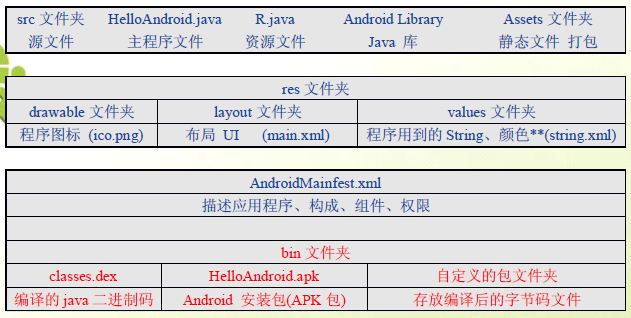 src 文件夹 HelloAndroid.java R.java Android Library Assets 文件夹
源文件 主程序文件 资源文件 Java 库 静态文件 打包
res 文件夹
drawable 文件夹 layout 文件夹 values 文件夹
程序图标 (ico.png) 布局 UI (main.xml) 程序用到的 String、颜色**(string.xml)
AndroidMainfest.xml
描述应用程序、构成、组件、权限
bin 文件夹
classes.dex HelloAndroid.apk 自定义的包文件夹
编译的 java 二进制码 Android 安装包(APK 包) 存放编译后的字节码文件